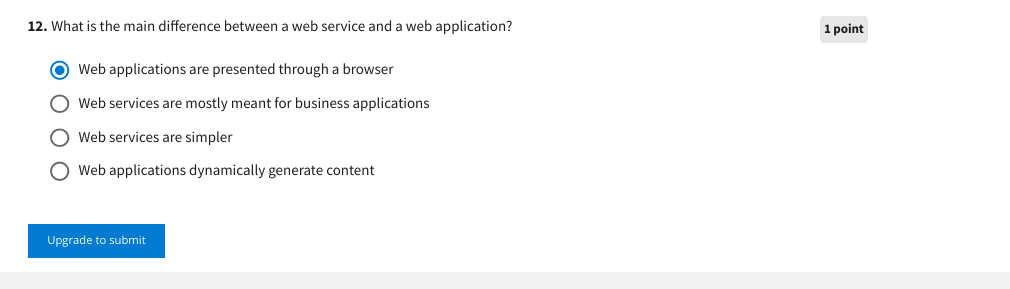 12. What is the main difference between a web service and a web application?
1 point
Web applications are presented through a browser
Web services are mostly meant for business applications
Web services are simpler
Web applications dynamically generate content
Upgrade to submit